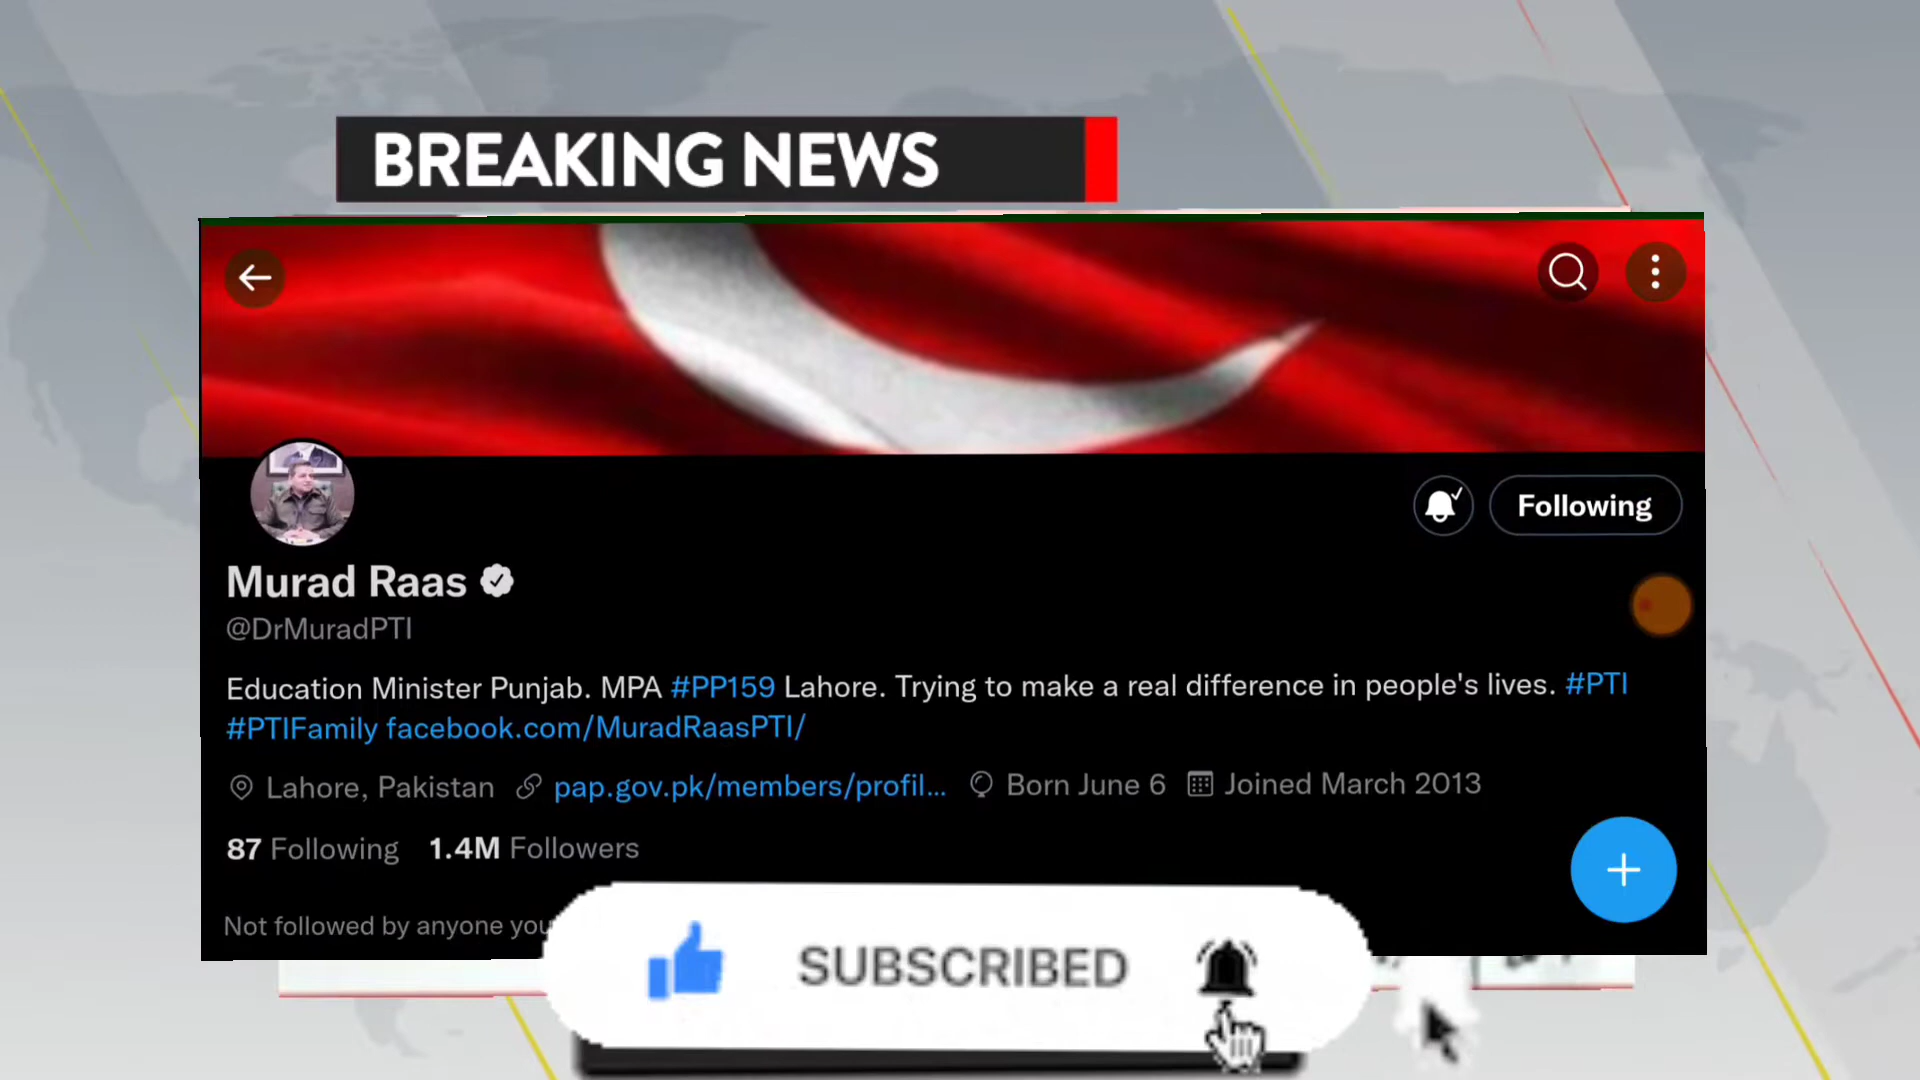 BREAKING NEWS
Following
Murad Raas
@DrMuradPTI
Education Minister Punjab. MPA #PP159 Lahore. Trying to make a real difference in people's lives. #PTI
#PTIFamily facebook.com/MuradRaasPTI/
Lahore, Pakistan pap.gov.pk/members/profil... Born June 6 Joined March 2013
87 Following 1.4M Followers
Not followed by anyone you
SUBSCRIBED